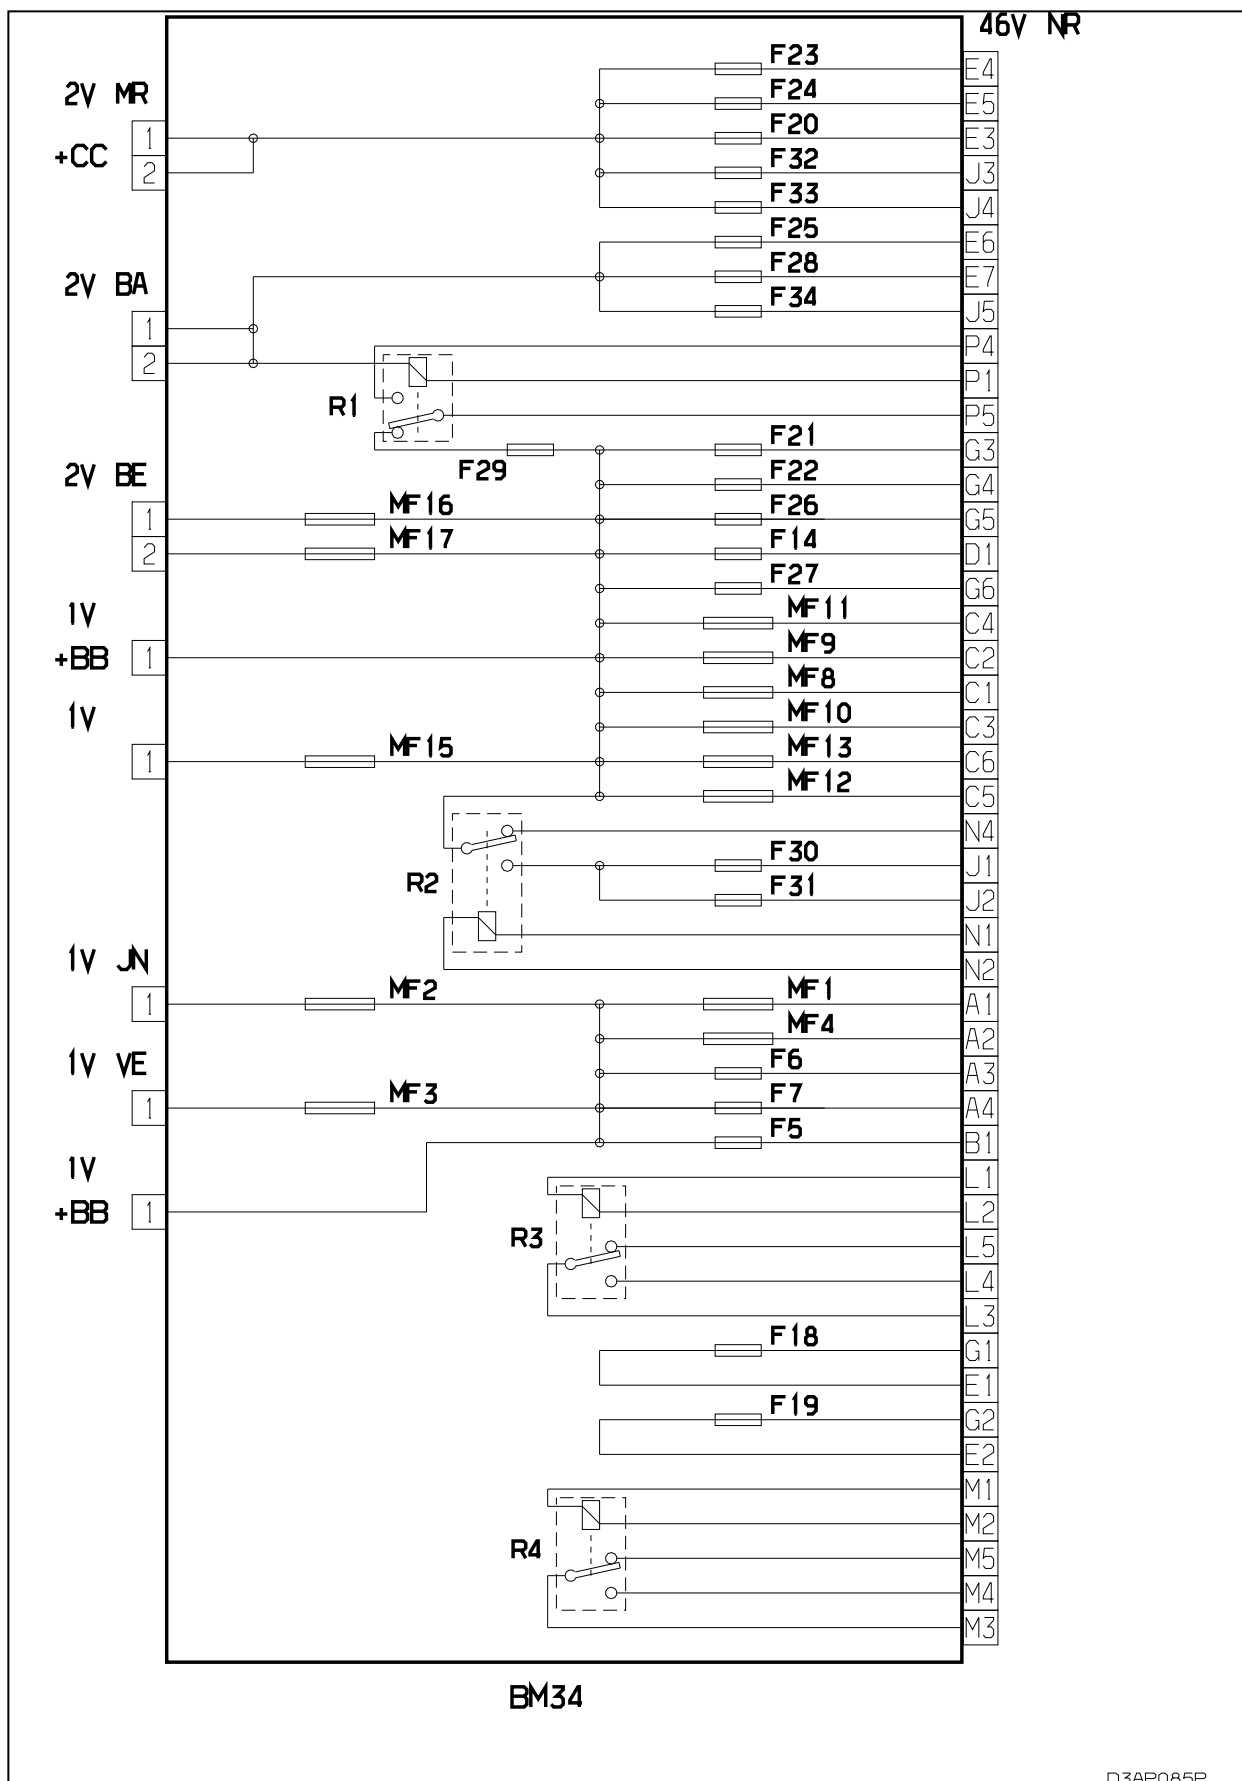 46V NR
F23
E4
2V MR
F24
E5
1
F20
E3
+CC
2
F32
J3
F33
J4
F25
E6
2V BA
F28
E7
F34
J5
1
P4
2
P1
R1
P5
F21
G3
2V BE
F29
F22
G4
1
MF16
F26
G5
2
MF17
F14
D1
F27
G6
1V
MF11
C4
+BB
1
MF9
C2
MF8
C1
1V
MF10
C3
1
MF15
MF13
C6
MF12
C5
N4
F30
J1
R2
F31
J2
N1
1V JN
N2
1
MF2
MF1
A1
MF4
A2
1V VE
F6
A3
1
MF3
F7
A4
F5
B1
1V
L1
+BB
1
L2
R3
L5
L4
L3
F18
G1
E1
F19
G2
E2
M1
M2
R4
M5
M4
M3
BM34
D3AP085P